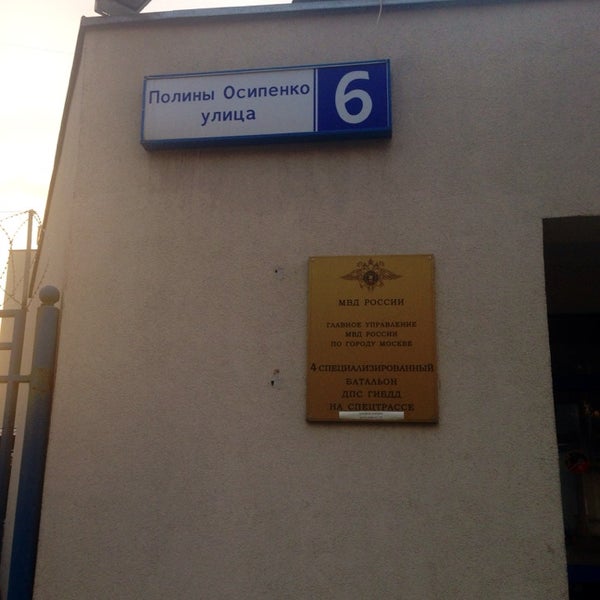 Полины Осипенко
улица
6
МВД РОССИИ
ГЛАВНОЕ УПРАВЛЕНИЕ
МВД РОССИИ
ПО ГОРОДУ МОСКВЕ
4 СПЕЦИАЛИЗИРОВАННЫЙ
БАТАЛЬОН
ДПС ГИБДД
НА СПЕЦТРАССЕ